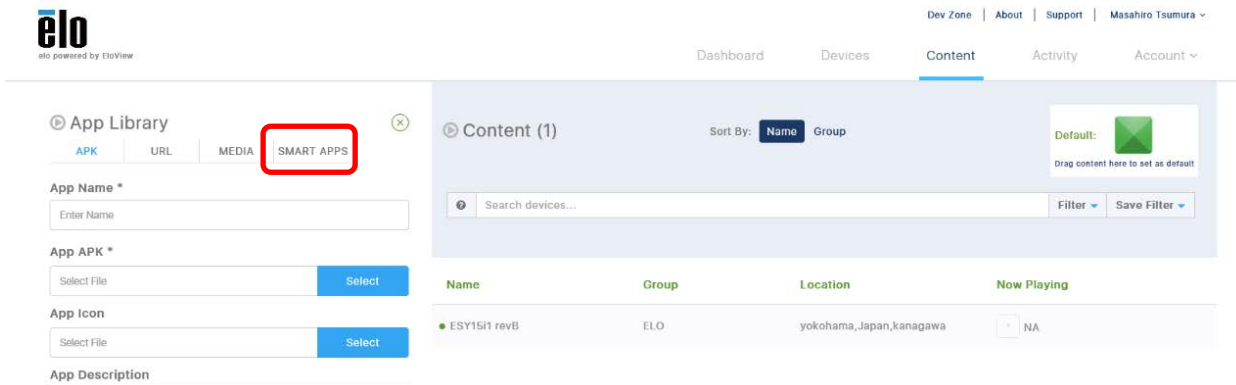 Dev Zone | About | Support | Masahiro Tsumura
elo
elo powered by EloView
Dashboard Devices Content Activity Account
App Library
APK URL MEDIA SMART APPS
App Name *
Enter Name
App APK *
Select File Select
App Icon
Select File Select
App Description
Content (1)
Sort By: Name Group
Default:
Drag content here to set as default
Search devices...
Filter Save Filter
Name Group Location Now Playing
ESY15i1 revB ELO yokohama,Japan,kanagawa NA